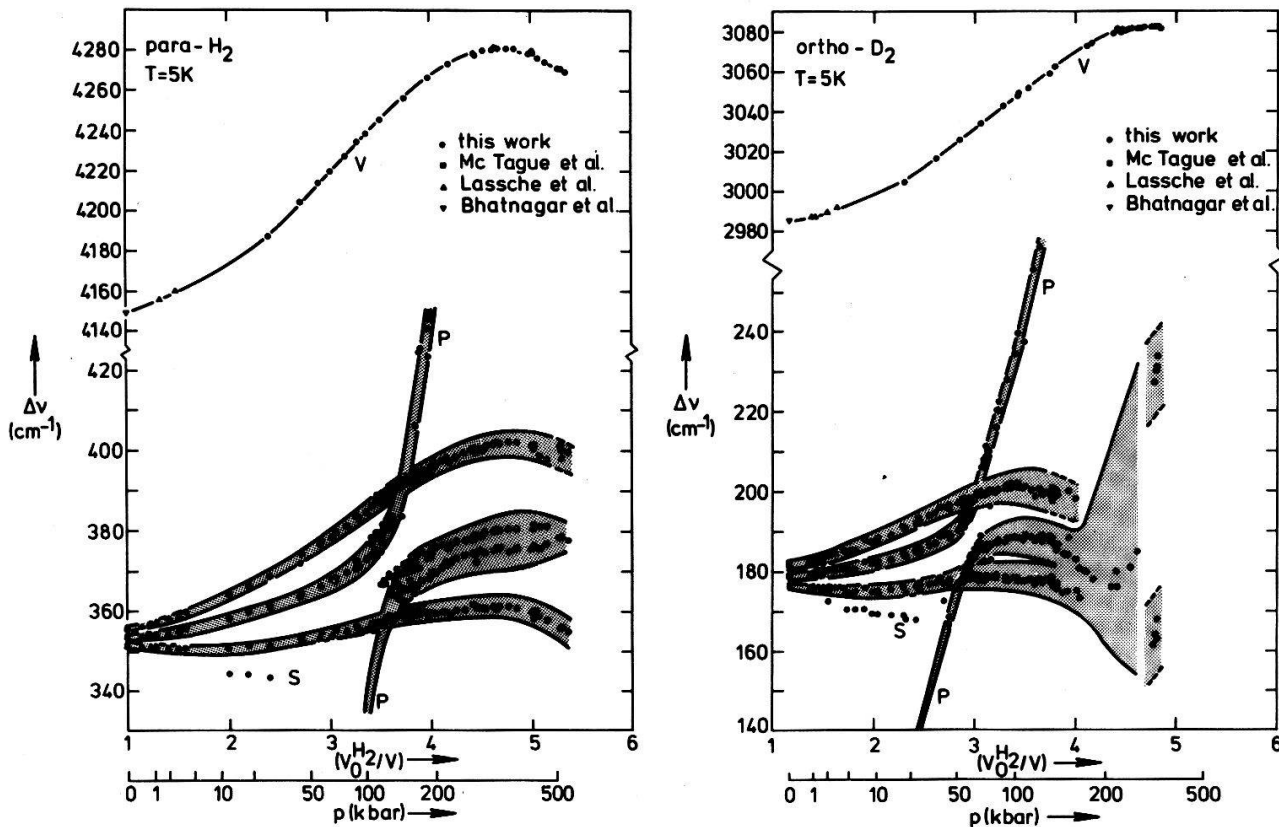 para-H₂
T=5K
4280
4260
4240
4220
4200
4180
4160
4140
V
• this work
▪ Mc Tague et al.
▴ Lassche et al.
▾ Bhatnagar et al.
P
420
400
380
360
340
Δν
(cm⁻¹)
S
P
1 2 3 4 5 6
(V₀ᴴ²/V)
0 1 10 50 100 200 500
p(kbar)
ortho-D₂
T=5K
3080
3060
3040
3020
3000
2980
V
• this work
▪ Mc Tague et al.
▴ Lassche et al.
▾ Bhatnagar et al.
P
240
220
200
180
160
140
Δν
(cm⁻¹)
S
P
1 2 3 4 5 6
(V₀ᴴ²/V)
0 1 10 50 100 200 500
p(kbar)